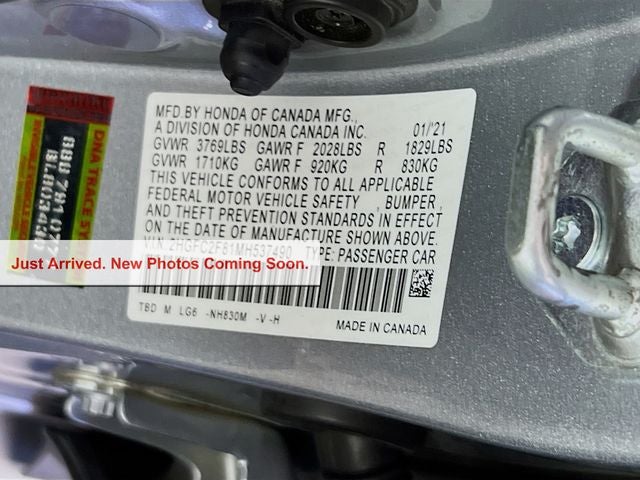 MFD.BY HONDA OF CANADA MFG.,
A DIVISION OF HONDA CANADA INC. 01/'21
GVWR 3769LBS GAWR F 2028LBS R 1829LBS
GVWR 1710KG GAWR F 920KG R 830KG
THIS VEHICLE CONFORMS TO ALL APPLICABLE
FEDERAL MOTOR VEHICLE SAFETY , BUMPER,
AND THEFT PREVENTION STANDARDS IN EFFECT
ON THE DATE OF MANUFACTURE SHOWN ABOVE.
V.I.N. 2HGFC2F81MH537490 TYPE: PASSENGER CAR
TBD M LG6 -NH830M -V -H
MADE IN CANADA
DNA TRACE
Just Arrived. New Photos Coming Soon.